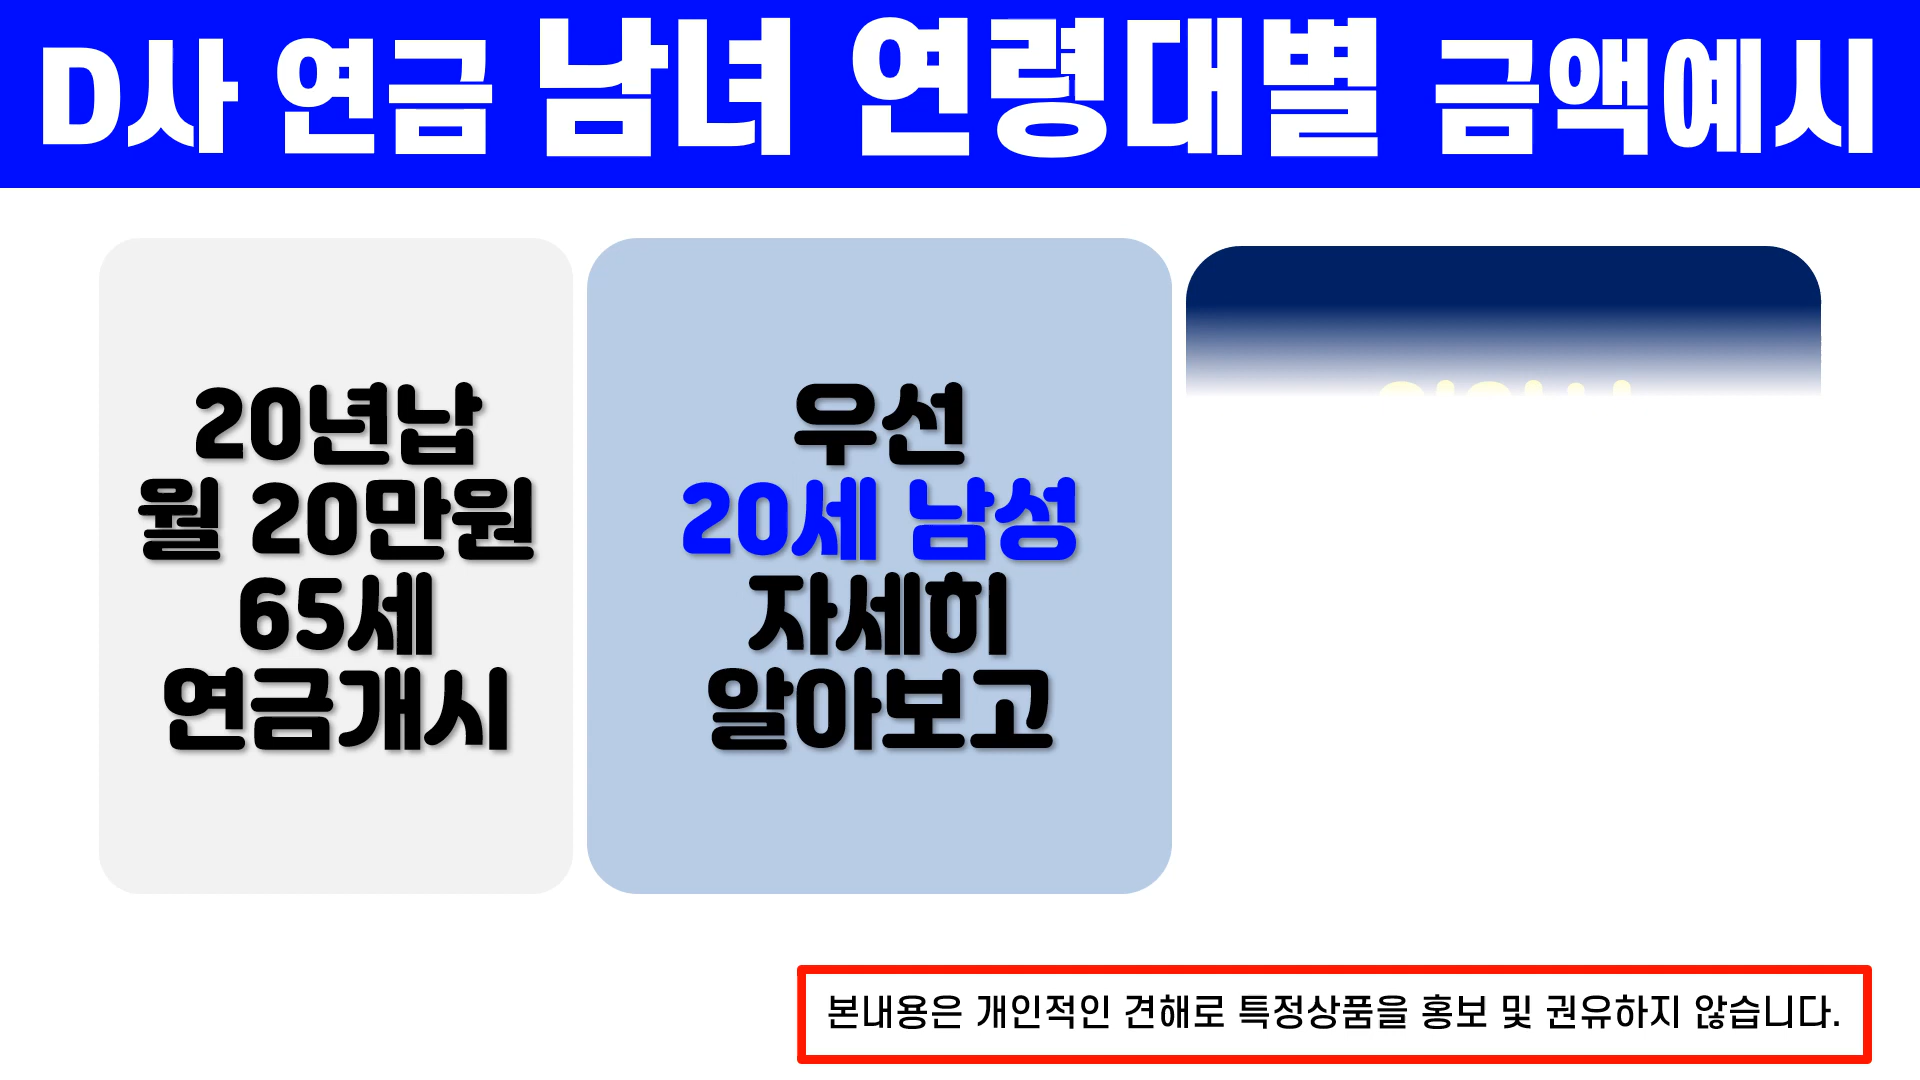 D사 연금 남녀 연령대별 금액예시
20년납
월 20만원
65세
연금개시
우선
20세 남성
자세히
알아보고
본내용은 개인적인 견해로 특정상품을 홍보 및 권유하지 않습니다.